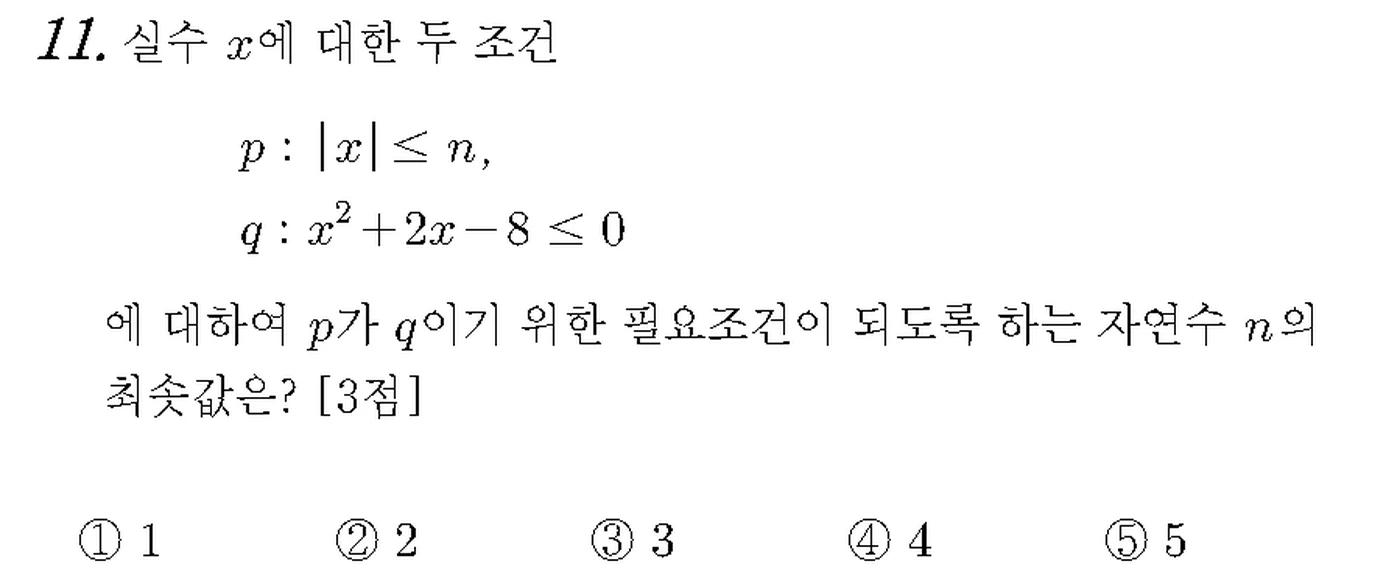 11. 실수 x에 대한 두 조건
p : |x| ≤ n,
q : x² + 2x − 8 ≤ 0
에 대하여 p가 q이기 위한 필요조건이 되도록 하는 자연수 n의
최솟값은? [3점]
① 1 ② 2 ③ 3 ④ 4 ⑤ 5